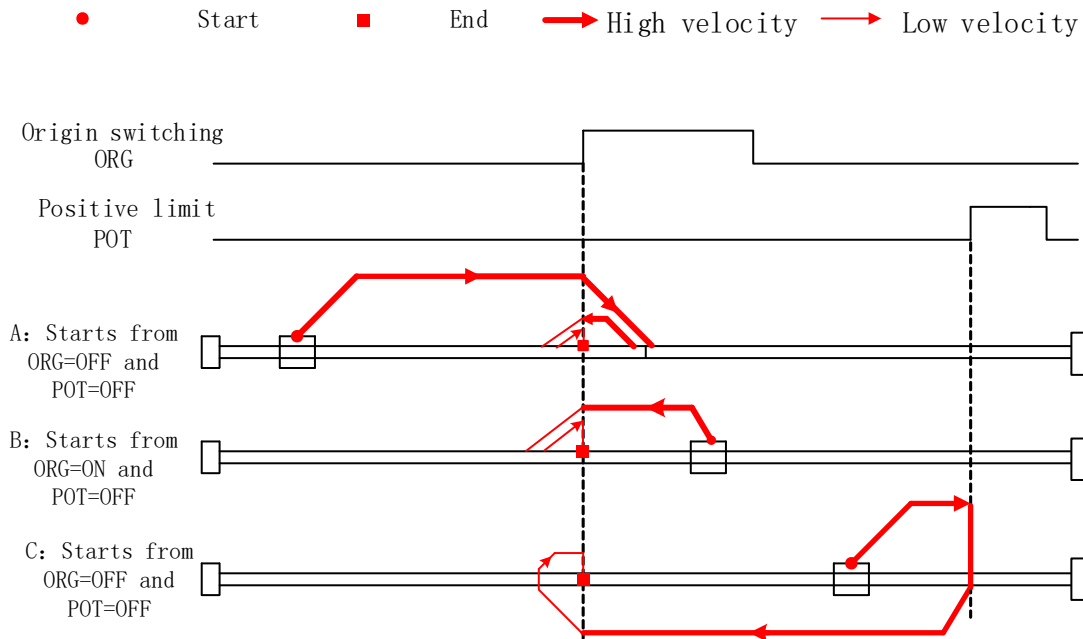 Start
End
High velocity
Low velocity
Origin switching
ORG
Positive limit
POT
A：Starts from
ORG=OFF and
POT=OFF
B：Starts from
ORG=ON and
POT=OFF
C：Starts from
ORG=OFF and
POT=OFF